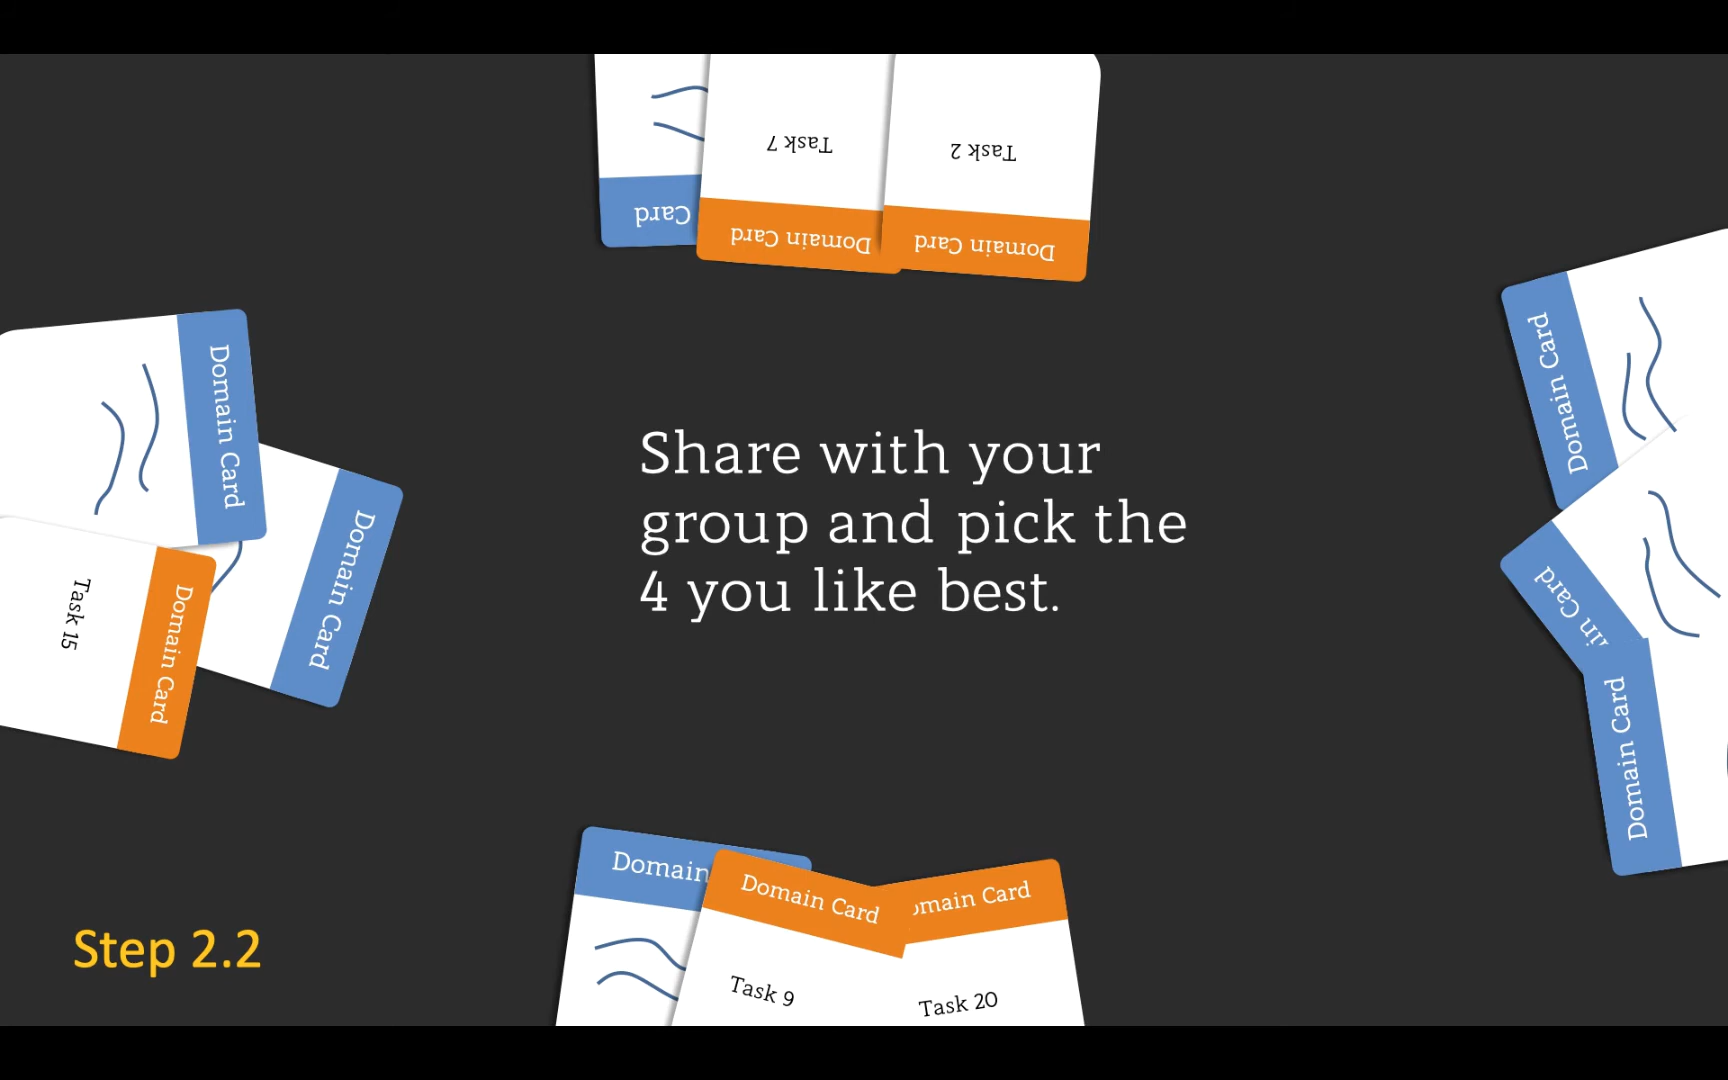 Card
Domain Card
Task 7
Domain Card
Task 2
Domain Card
Domain Card
Task 15
Domain Card
Share with your
group and pick the
4 you like best.
Domain Card
Card
Domain Card
Domain
Domain Card
Task 9
Card
Task 20
Step 2.2